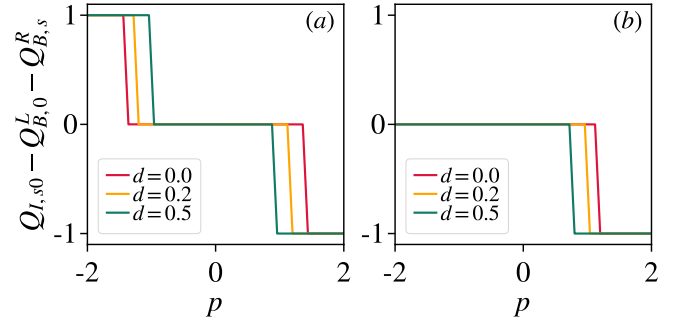 Q_{I,s0} − Q^L_{B,0} − Q^R_{B,s}
1
0
-1
(a)
d = 0.0
d = 0.2
d = 0.5
-2
0
2
p
1
0
-1
(b)
d = 0.0
d = 0.2
d = 0.5
-2
0
2
p